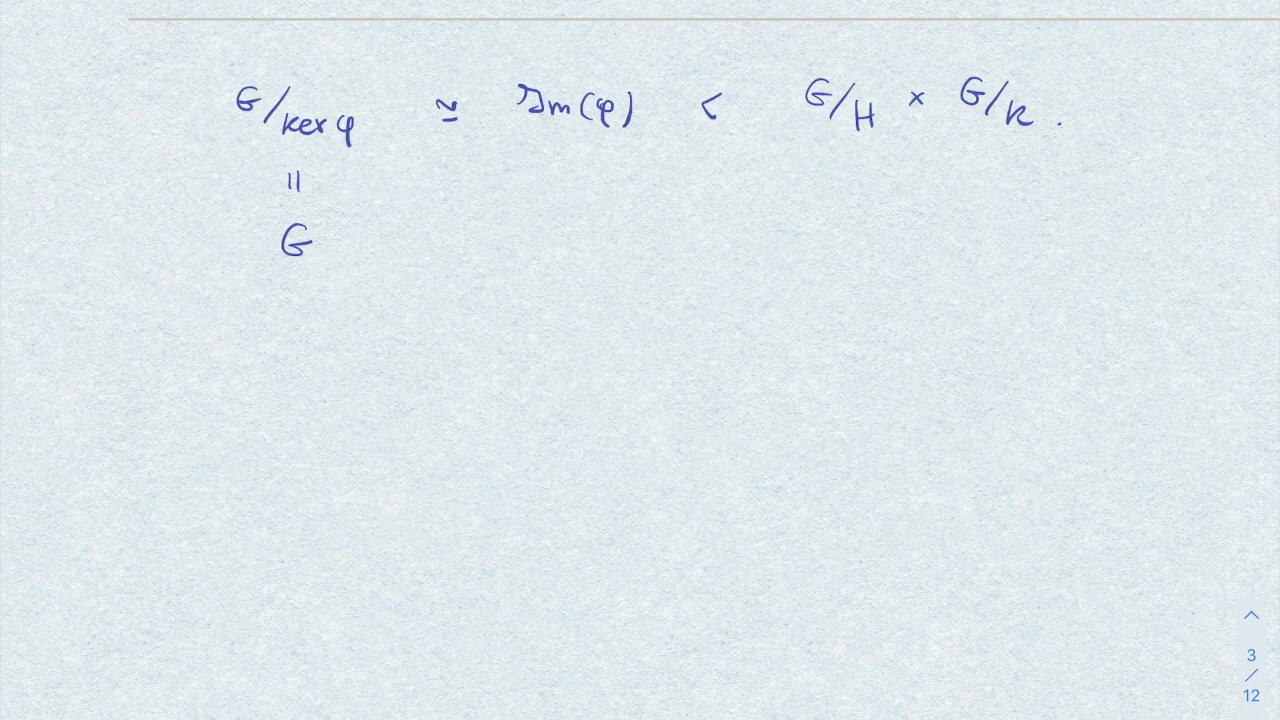 G/ker φ ≃ Im(φ) < G/H × G/K .
||
G
3
/
12